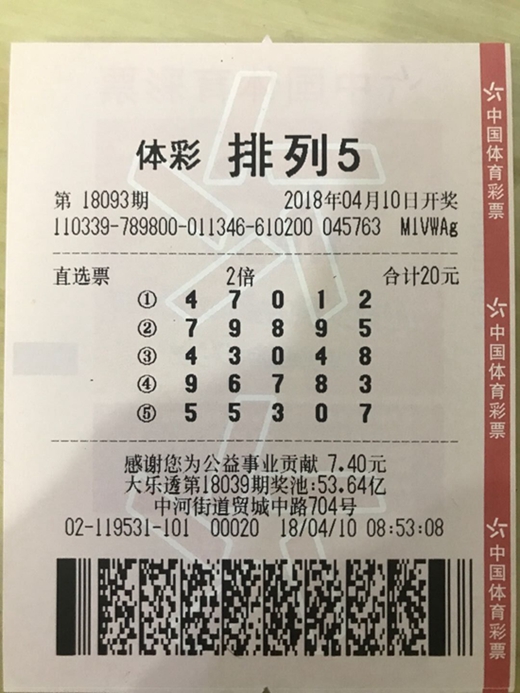 体彩 排列5
第 18093期 2018年04月10日开奖
110339-789800-011346-610200 045763 M1VWAg
直选票 2倍 合计20元
① 4 7 0 1 2
② 7 9 8 9 5
③ 4 3 0 4 8
④ 9 6 7 8 3
⑤ 5 5 3 0 7
感谢您为公益事业贡献 7.40元
大乐透第18039期奖池:53.64亿
中河街道贸城中路704号
02-119531-101 00020 18/04/10 08:53:08
中国体育彩票
中国体育彩票
中国体育彩票